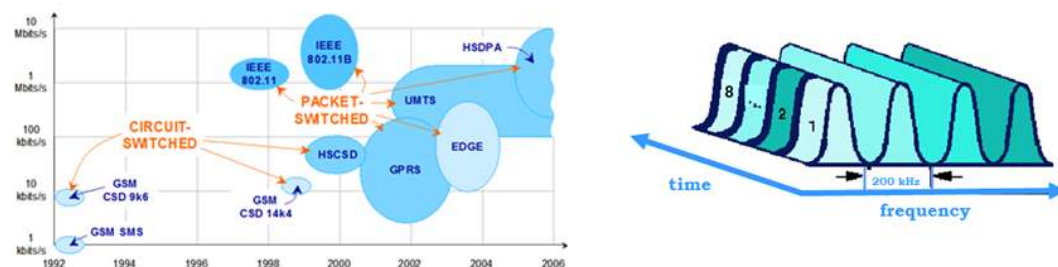 10
Mbits/s
1
Mbits/s
100
kbits/s
10
kbits/s
1
kbits/s
1992
1994
1996
1998
2000
2002
2004
2006
IEEE
802.11
IEEE
802.11B
HSDPA
PACKET-
SWITCHED
UMTS
CIRCUIT-
SWITCHED
HSCSD
EDGE
GPRS
GSM
CSD 9k6
GSM
CSD 14k4
GSM SMS
8
...
2
1
200 kHz
time
frequency